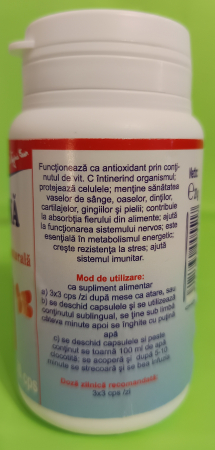 Funcționează ca antioxidant prin conți-
nutul de vit. C întinerind organismul;
protejează celulele; menține sănătatea
vaselor de sânge, oaselor, dinților,
cartilajelor, gingiilor și pielii; contribuie
la absorbția fierului din alimente; ajută
la funcționarea sistemului nervos; este
esențială în metabolismul energetic;
crește rezistența la stres; ajută
sistemul imunitar.
Mod de utilizare:
ca supliment alimentar
a) 3x3 cps /zi după mese ca atare, sau
b) se deschid capsulele și se utilizează
conținutul sublingual, se ține sub limbă
câteva minute apoi se înghite cu puțină
apă
c) se deschid capsulele și peste
conținut se toarnă 100 ml de apă
clocotită, se acoperă și după 5-10
minute se strecoară și se bea
Doza zilnică recomandată:
3x3 cps /zi